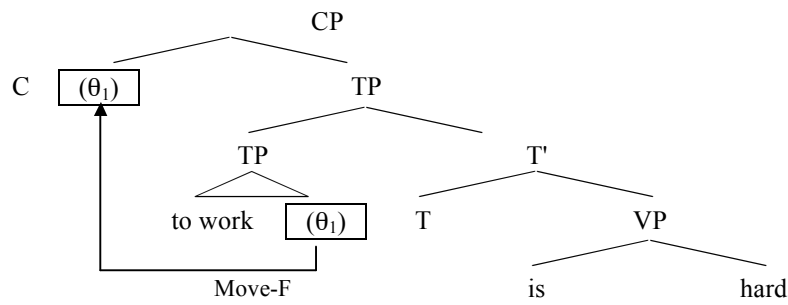 CP
C (θ₁) TP
TP T'
to work (θ₁) T VP
Move-F is hard